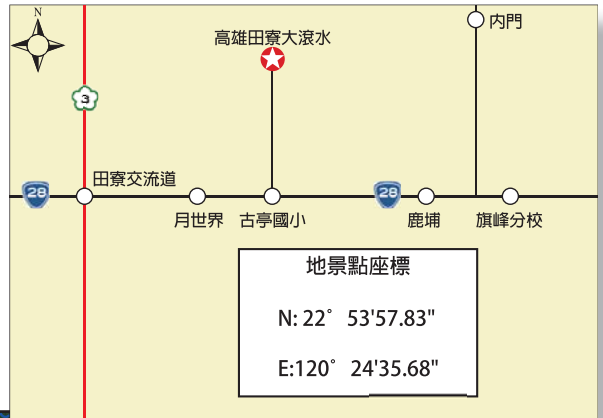 N
内門
高雄田寮大滾水
3
田寮交流道
28
28
月世界
古亭國小
鹿埔
旗峰分校
地景點座標
N: 22° 53'57.83"
E:120° 24'35.68"